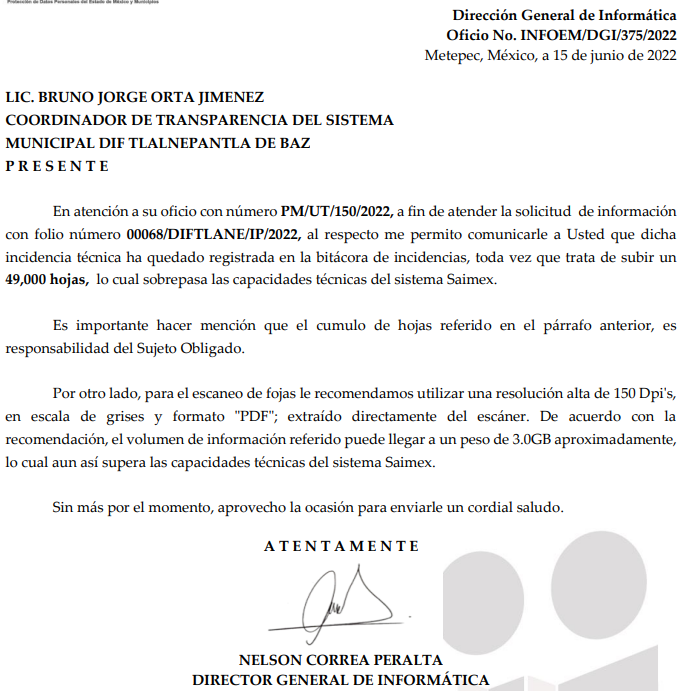 Protección de Datos Personales del Estado de México y Municipios
Dirección General de Informática
Oficio No. INFOEM/DGI/375/2022
Metepec, México, a 15 de junio de 2022
LIC. BRUNO JORGE ORTA JIMENEZ
COORDINADOR DE TRANSPARENCIA DEL SISTEMA
MUNICIPAL DIF TLALNEPANTLA DE BAZ
P R E S E N T E
En atención a su oficio con número PM/UT/150/2022, a fin de atender la solicitud de información
con folio número 00068/DIFTLANE/IP/2022, al respecto me permito comunicarle a Usted que dicha
incidencia técnica ha quedado registrada en la bitácora de incidencias, toda vez que trata de subir un
49,000 hojas, lo cual sobrepasa las capacidades técnicas del sistema Saimex.
Es importante hacer mención que el cumulo de hojas referido en el párrafo anterior, es
responsabilidad del Sujeto Obligado.
Por otro lado, para el escaneo de fojas le recomendamos utilizar una resolución alta de 150 Dpi's,
en escala de grises y formato "PDF"; extraído directamente del escáner. De acuerdo con la
recomendación, el volumen de información referido puede llegar a un peso de 3.0GB aproximadamente,
lo cual aun así supera las capacidades técnicas del sistema Saimex.
Sin más por el momento, aprovecho la ocasión para enviarle un cordial saludo.
A T E N T A M E N T E
NELSON CORREA PERALTA
DIRECTOR GENERAL DE INFORMÁTICA